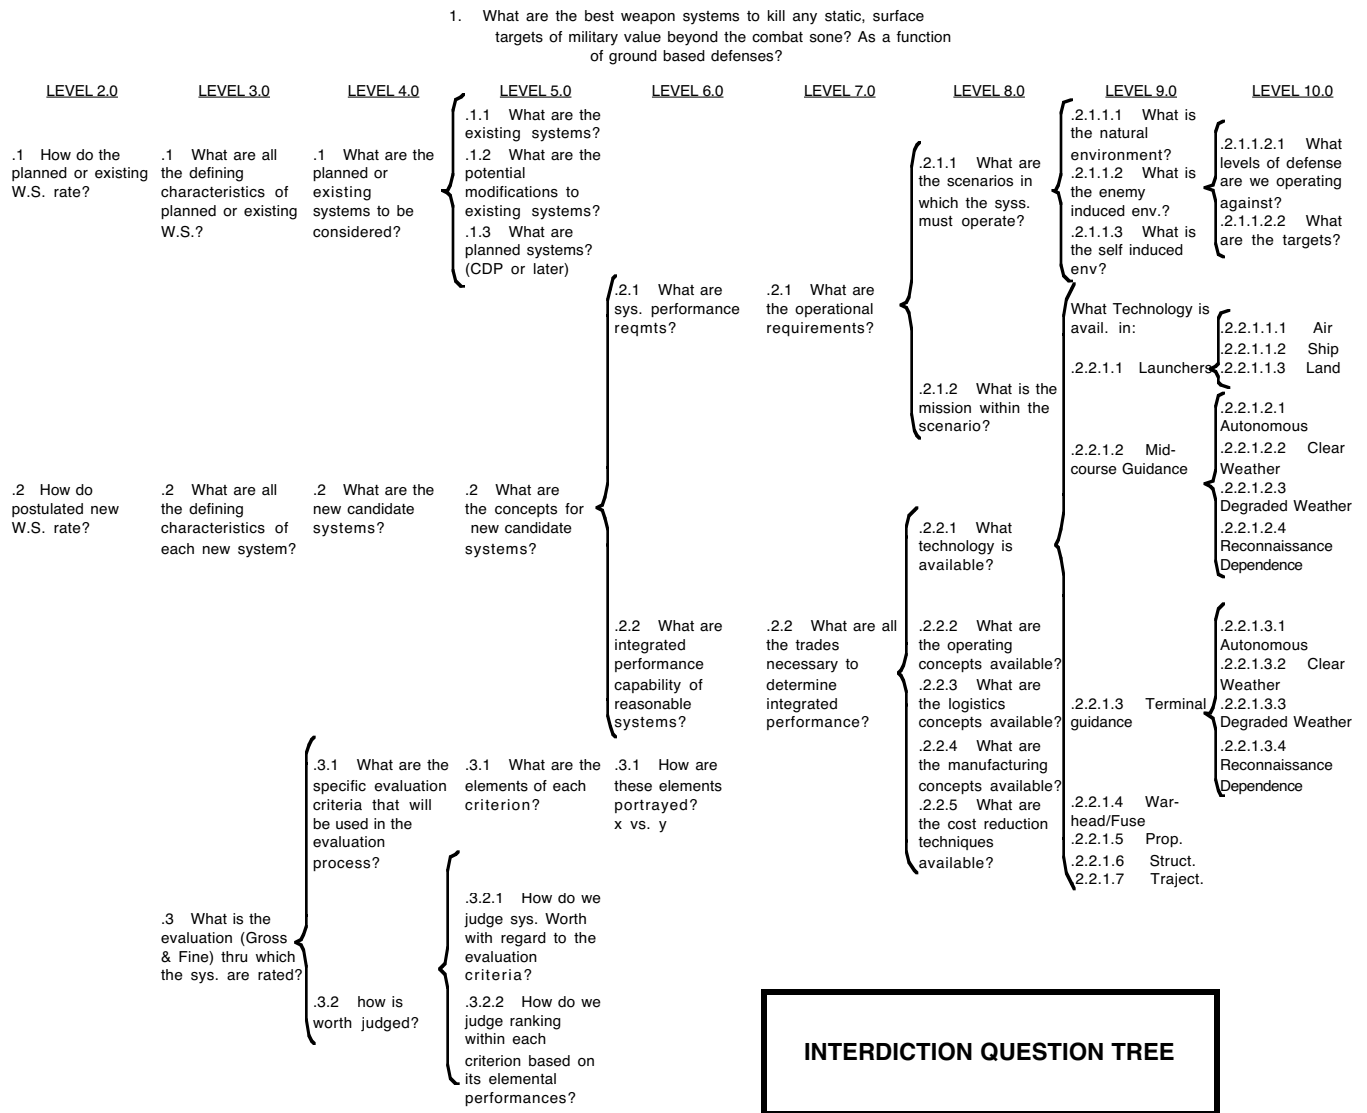 1. What are the best weapon systems to kill any static, surface
targets of military value beyond the combat sone? As a function
of ground based defenses?
LEVEL 2.0
.1 How do the
planned or existing
W.S. rate?
.2 How do
postulated new
W.S. rate?
LEVEL 3.0
.1 What are all
the defining
characteristics of
planned or existing
W.S.?
.2 What are all
the defining
characteristics of
each new system?
.3 What is the
evaluation (Gross
& Fine) thru which
the sys. are rated?
LEVEL 4.0
.1 What are the
planned or
existing
systems to be
considered?
.2 What are the
new candidate
systems?
.3.1 What are the
specific evaluation
criteria that will
be used in the
evaluation
process?
.3.2 how is
worth judged?
LEVEL 5.0
.1.1 What are the
existing systems?
.1.2 What are the
potential
modifications to
existing systems?
.1.3 What are
planned systems?
(CDP or later)
.2 What are
the concepts for
new candidate
systems?
.3.1 What are the
elements of each
criterion?
.3.2.1 How do we
judge sys. Worth
with regard to the
evaluation
criteria?
.3.2.2 How do we
judge ranking
within each
criterion based on
its elemental
performances?
LEVEL 6.0
.2.1 What are
sys. performance
reqmts?
.2.2 What are
integrated
performance
capability of
reasonable
systems?
.3.1 How are
these elements
portrayed?
x vs. y
LEVEL 7.0
.2.1 What are
the operational
requirements?
.2.2 What are all
the trades
necessary to
determine
integrated
performance?
LEVEL 8.0
.2.1.1 What are
the scenarios in
which the syss.
must operate?
.2.1.2 What is the
mission within the
scenario?
.2.2.1 What
technology is
available?
.2.2.2 What are
the operating
concepts available?
.2.2.3 What are
the logistics
concepts available?
.2.2.4 What are
the manufacturing
concepts available?
.2.2.5 What are
the cost reduction
techniques
available?
LEVEL 9.0
.2.1.1.1 What is
the natural
environment?
.2.1.1.2 What is
the enemy
induced env.?
.2.1.1.3 What is
the self induced
env?
What Technology is
avail. in:
.2.2.1.1 Launchers
.2.2.1.2 Mid-
course Guidance
.2.2.1.3 Terminal
guidance
.2.2.1.4 War-
head/Fuse
.2.2.1.5 Prop.
.2.2.1.6 Struct.
.2.2.1.7 Traject.
LEVEL 10.0
.2.1.1.2.1 What
levels of defense
are we operating
against?
.2.1.1.2.2 What
are the targets?
.2.2.1.1.1 Air
.2.2.1.1.2 Ship
.2.2.1.1.3 Land
.2.2.1.2.1
Autonomous
.2.2.1.2.2 Clear
Weather
.2.2.1.2.3
Degraded Weather
.2.2.1.2.4
Reconnaissance
Dependence
.2.2.1.3.1
Autonomous
.2.2.1.3.2 Clear
Weather
.2.2.1.3.3
Degraded Weather
.2.2.1.3.4
Reconnaissance
Dependence
INTERDICTION QUESTION TREE